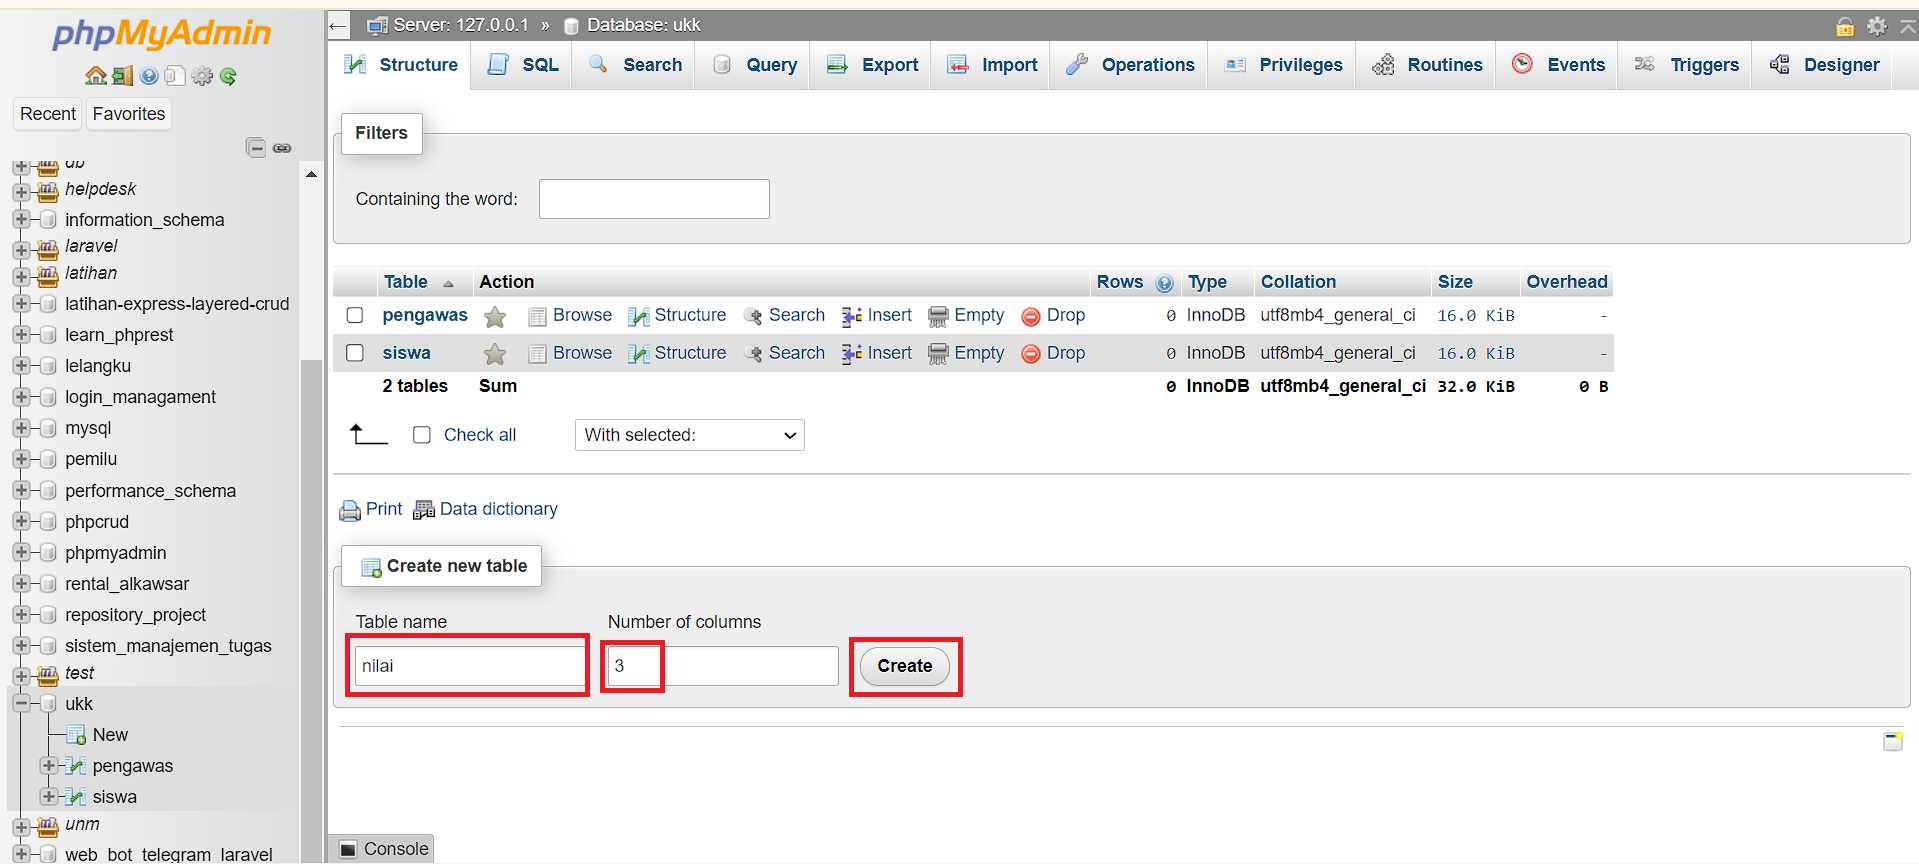 phpMyAdmin
Recent Favorites
db
helpdesk
information_schema
laravel
latihan
latihan-express-layered-crud
learn_phprest
lelangku
login_managament
mysql
pemilu
performance_schema
phpcrud
phpmyadmin
rental_alkawsar
repository_project
sistem_manajemen_tugas
test
ukk
New
pengawas
siswa
unm
web_bot_telegram_laravel
Server: 127.0.0.1 » Database: ukk
Structure SQL Search Query Export Import Operations Privileges Routines Events Triggers Designer
Filters
Containing the word:
Table Action Rows Type Collation Size Overhead
pengawas Browse Structure Search Insert Empty Drop 0 InnoDB utf8mb4_general_ci 16.0 KiB -
siswa Browse Structure Search Insert Empty Drop 0 InnoDB utf8mb4_general_ci 16.0 KiB -
2 tables Sum 0 InnoDB utf8mb4_general_ci 32.0 KiB 0 B
Check all With selected:
Print Data dictionary
Create new table
Table name Number of columns
nilai 3 Create
Console